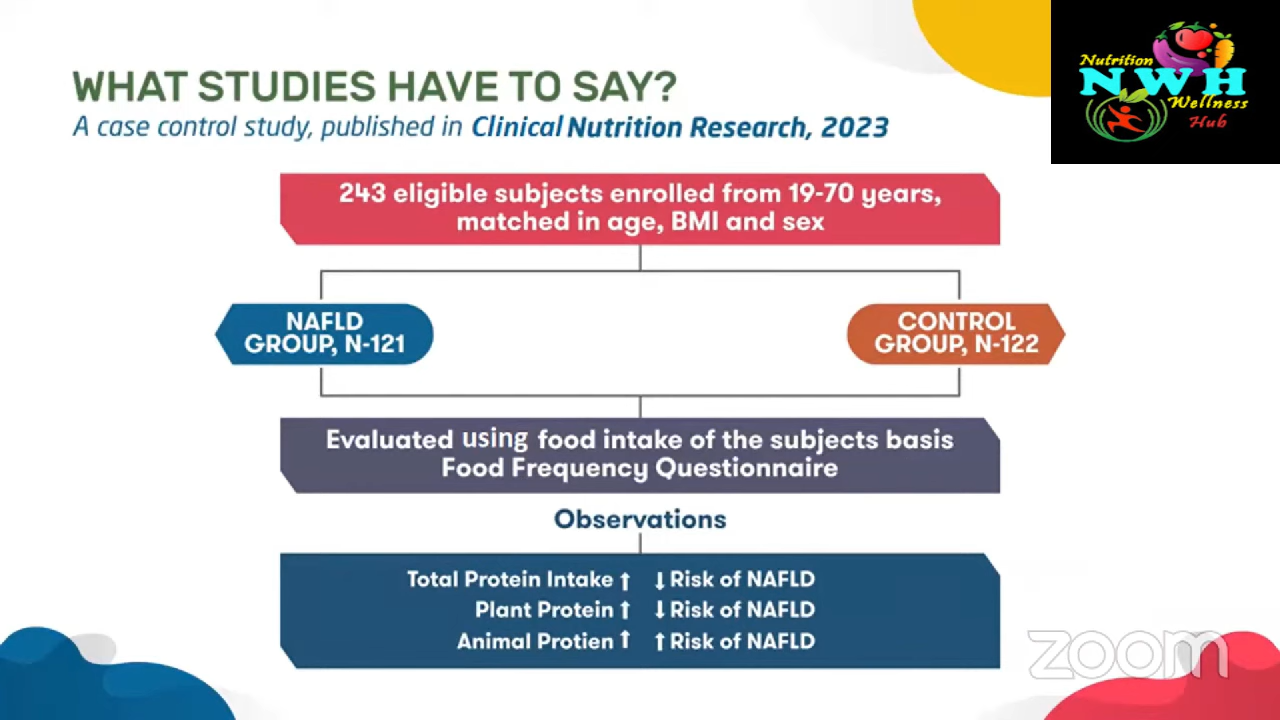 WHAT STUDIES HAVE TO SAY?
A case control study, published in Clinical Nutrition Research, 2023
Nutrition
NWH
Wellness
Hub
243 eligible subjects enrolled from 19-70 years,
matched in age, BMI and sex
NAFLD
GROUP, N-121
CONTROL
GROUP, N-122
Evaluated using food intake of the subjects basis
Food Frequency Questionnaire
Observations
Total Protein Intake ↑ ↓ Risk of NAFLD
Plant Protein ↑ ↓ Risk of NAFLD
Animal Protien ↑ ↑ Risk of NAFLD
zoom